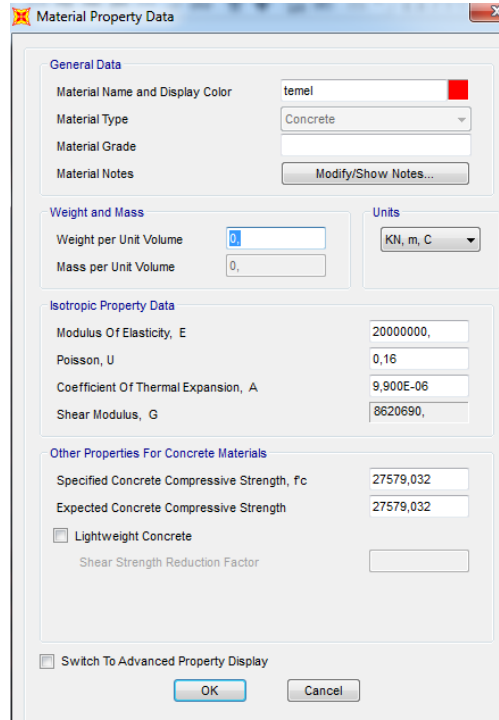 Material Property Data
General Data
Material Name and Display Color temel
Material Type Concrete
Material Grade
Material Notes Modify/Show Notes...
Weight and Mass
Weight per Unit Volume 0,
Mass per Unit Volume 0,
Units
KN, m, C
Isotropic Property Data
Modulus Of Elasticity, E 20000000,
Poisson, U 0,16
Coefficient Of Thermal Expansion, A 9,900E-06
Shear Modulus, G 8620690,
Other Properties For Concrete Materials
Specified Concrete Compressive Strength, f'c 27579,032
Expected Concrete Compressive Strength 27579,032
Lightweight Concrete
Shear Strength Reduction Factor
Switch To Advanced Property Display
OK Cancel